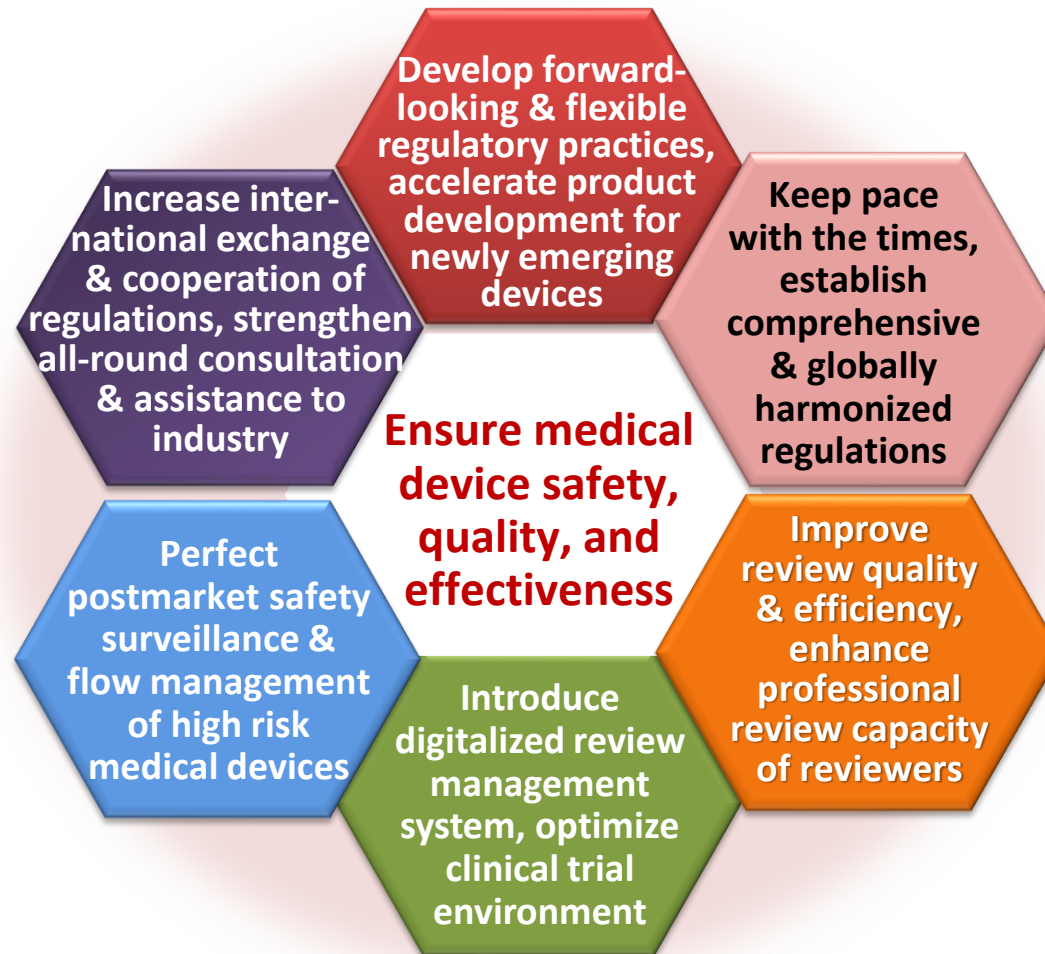 Develop forward-
looking & flexible
regulatory practices,
accelerate product
development for
newly emerging
devices
Keep pace
with the times,
establish
comprehensive
& globally
harmonized
regulations
Improve
review quality
& efficiency,
enhance
professional
review capacity
of reviewers
Introduce
digitalized review
management
system, optimize
clinical trial
environment
Perfect
postmarket safety
surveillance &
flow management
of high risk
medical devices
Increase inter-
national exchange
& cooperation of
regulations, strengthen
all-round consultation
& assistance to
industry
Ensure medical
device safety,
quality, and
effectiveness